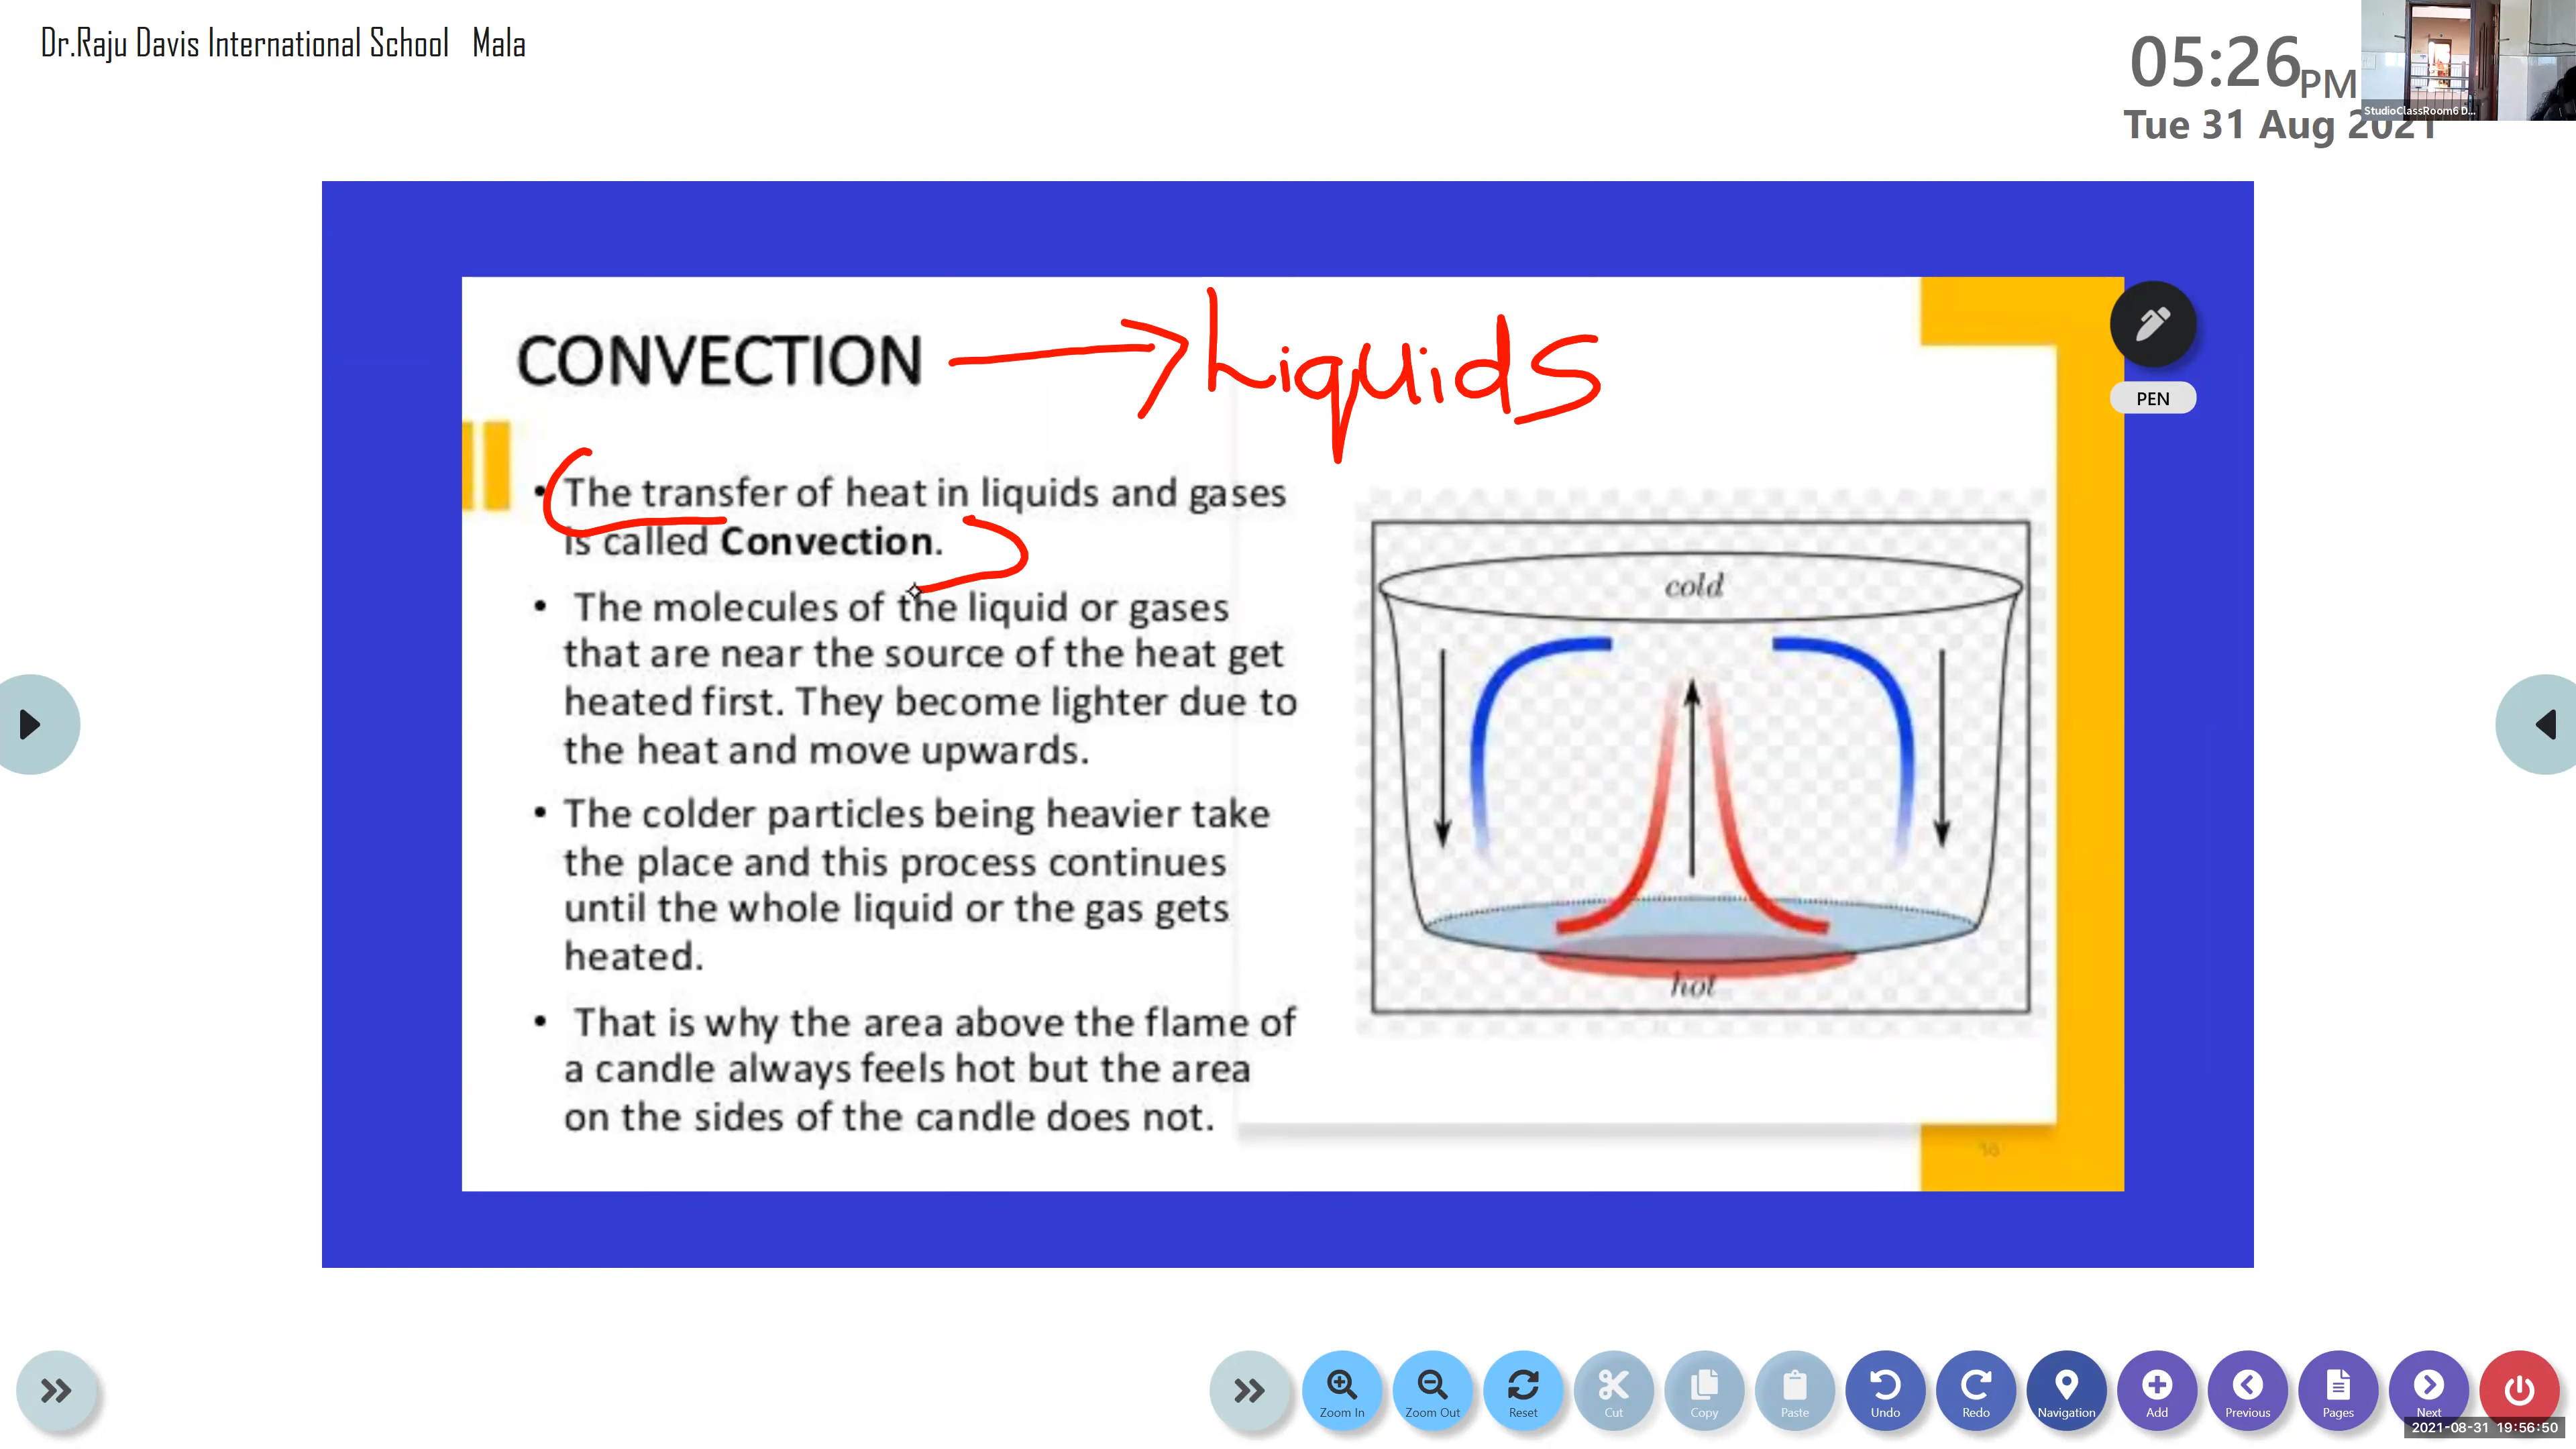 Dr.Raju Davis International School Mala
05:26 PM
Tue 31 Aug 2021
StudioClassRoom6 D...
CONVECTION
Liquids
PEN
• The transfer of heat in liquids and gases
is called Convection.
• The molecules of the liquid or gases
that are near the source of the heat get
heated first. They become lighter due to
the heat and move upwards.
• The colder particles being heavier take
the place and this process continues
until the whole liquid or the gas gets
heated.
• That is why the area above the flame of
a candle always feels hot but the area
on the sides of the candle does not.
cold
hot
Zoom In
Zoom Out
Reset
Cut
Copy
Paste
Undo
Redo
Navigation
Add
Previous
Pages
Next
2021-08-31 19:56:50